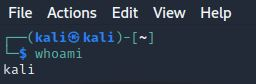 File Actions Edit View Help
┌──(kali㉿kali)-[~]
└─$ whoami
kali